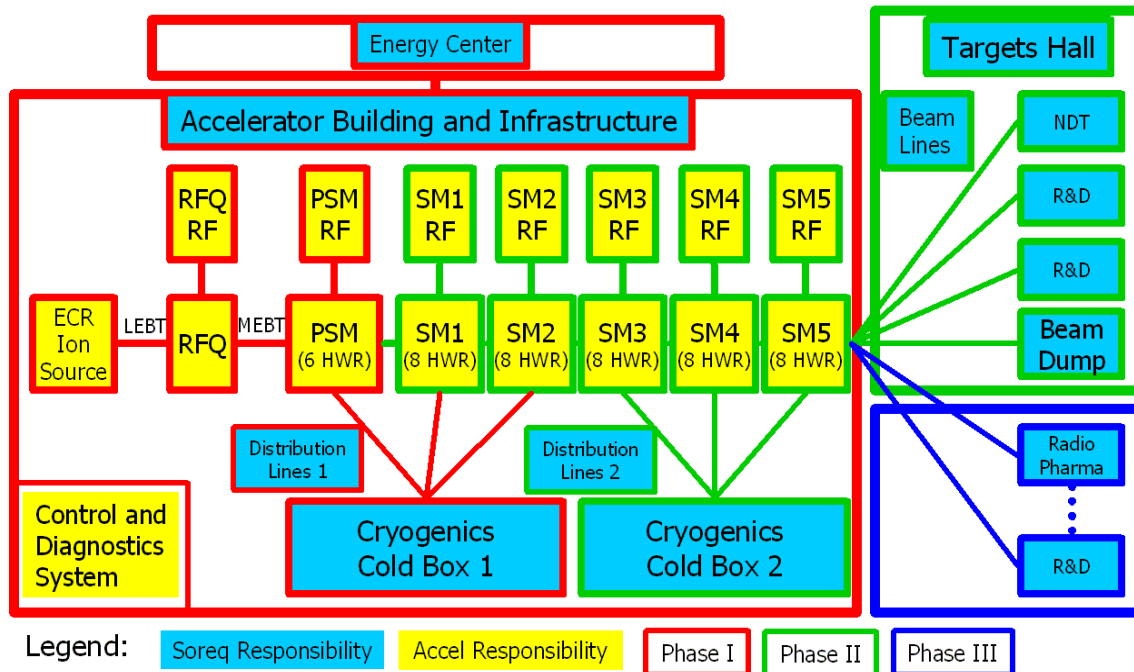 Energy Center
Targets Hall
Accelerator Building and Infrastructure
Beam
Lines
NDT
R&D
R&D
Beam
Dump
RFQ
RF
PSM
RF
SM1
RF
SM2
RF
SM3
RF
SM4
RF
SM5
RF
ECR
Ion
Source
LEBT
RFQ
MEBT
PSM
(6 HWR)
SM1
(8 HWR)
SM2
(8 HWR)
SM3
(8 HWR)
SM4
(8 HWR)
SM5
(8 HWR)
Distribution
Lines 1
Distribution
Lines 2
Radio
Pharma
R&D
Control and
Diagnostics
System
Cryogenics
Cold Box 1
Cryogenics
Cold Box 2
Legend:
Soreq Responsibility
Accel Responsibility
Phase I
Phase II
Phase III